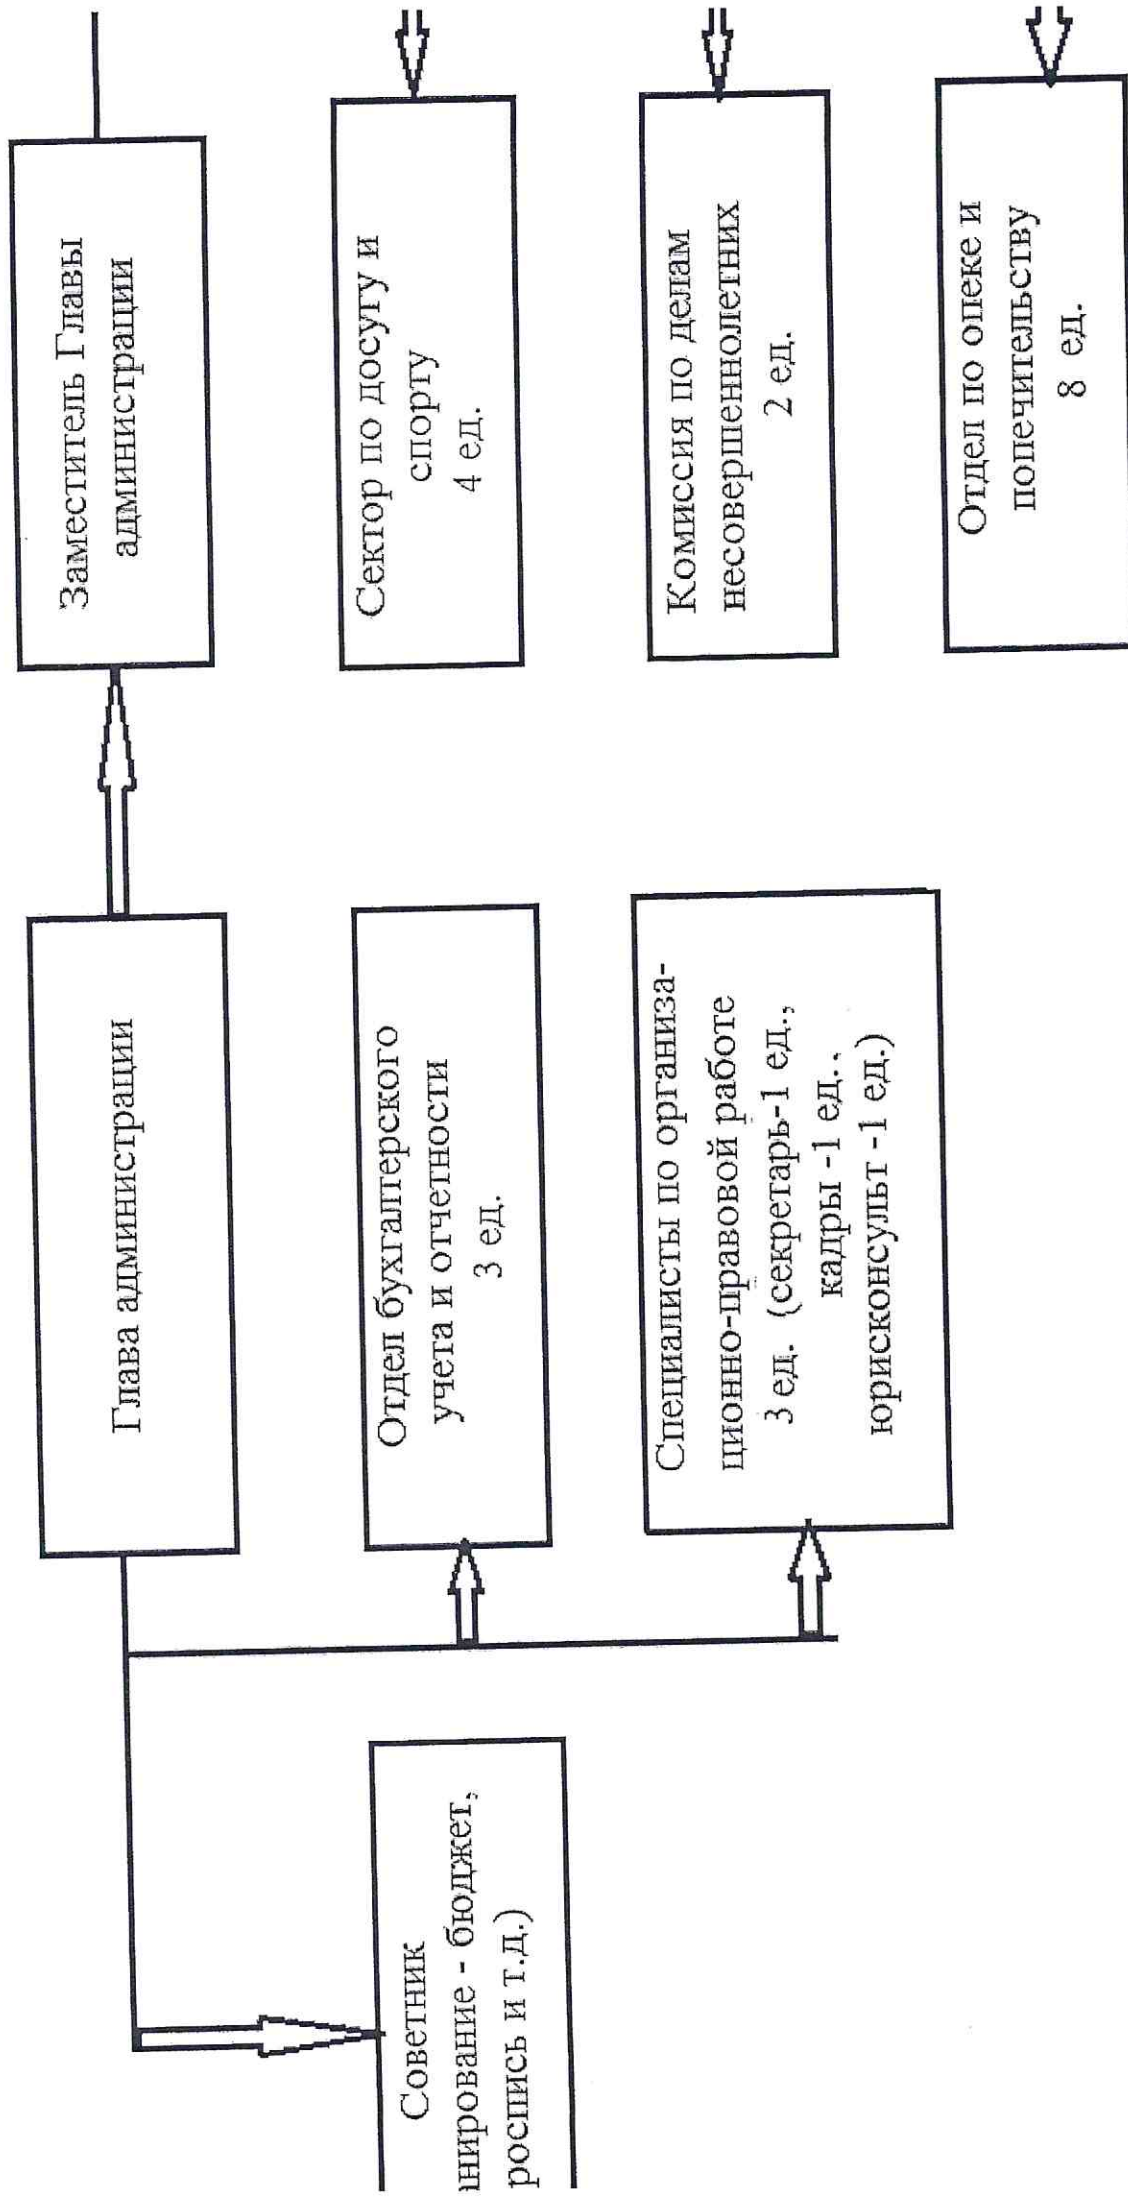 Глава администрации
Заместитель Главы
администрации
Советник
нирование - бюджет,
роспись и т.д.)
Отдел бухгалтерского
учета и отчетности
3 ед.
Сектор по досугу и
спорту
4 ед.
Специалисты по организа-
ционно-правовой работе
3 ед. (секретарь-1 ед.,
кадры -1 ед.,
юрисконсульт -1 ед.)
Комиссия по делам
несовершеннолетних
2 ед.
Отдел по опеке и
попечительству
8 ед.